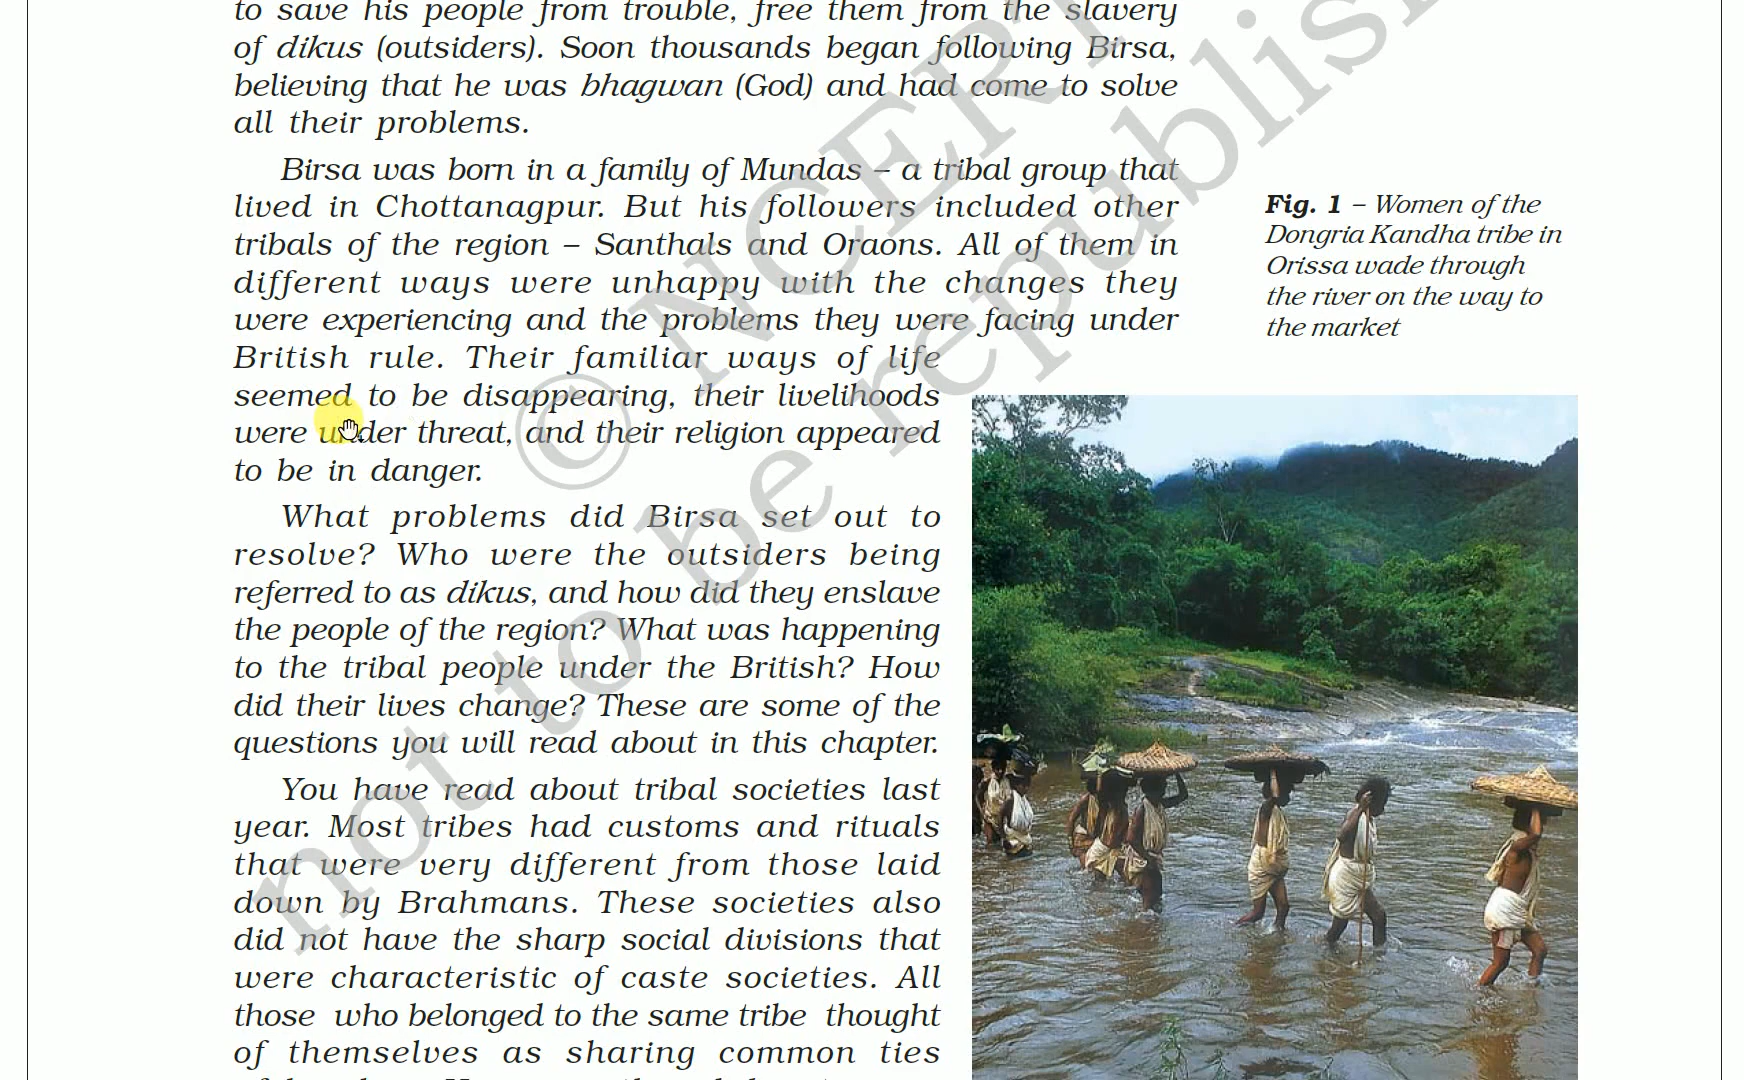 to save his people from trouble, free them from the slavery
of dikus (outsiders). Soon thousands began following Birsa,
believing that he was bhagwan (God) and had come to solve
all their problems.
Birsa was born in a family of Mundas – a tribal group that
lived in Chottanagpur. But his followers included other
tribals of the region – Santhals and Oraons. All of them in
different ways were unhappy with the changes they
were experiencing and the problems they were facing under
British rule. Their familiar ways of life
seemed to be disappearing, their livelihoods
were under threat, and their religion appeared
to be in danger.
What problems did Birsa set out to
resolve? Who were the outsiders being
referred to as dikus, and how did they enslave
the people of the region? What was happening
to the tribal people under the British? How
did their lives change? These are some of the
questions you will read about in this chapter.
You have read about tribal societies last
year. Most tribes had customs and rituals
that were very different from those laid
down by Brahmans. These societies also
did not have the sharp social divisions that
were characteristic of caste societies. All
those who belonged to the same tribe thought
of themselves as sharing common ties
Fig. 1 – Women of the
Dongria Kandha tribe in
Orissa wade through
the river on the way to
the market
© NCERT
not to be republis